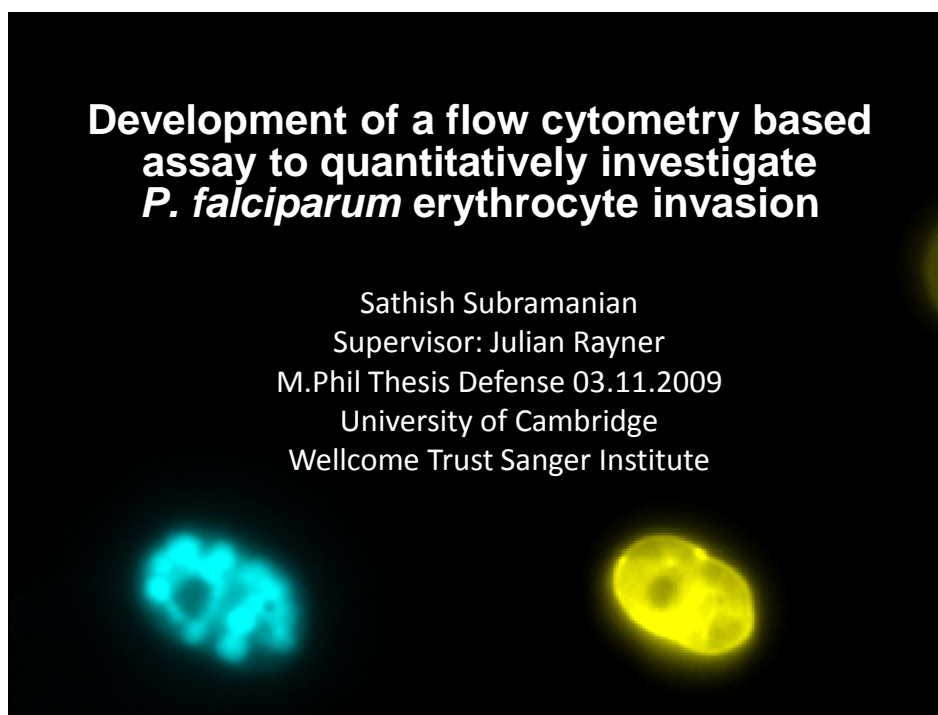 Development of a flow cytometry based
assay to quantitatively investigate
P. falciparum erythrocyte invasion
Sathish Subramanian
Supervisor: Julian Rayner
M.Phil Thesis Defense 03.11.2009
University of Cambridge
Wellcome Trust Sanger Institute